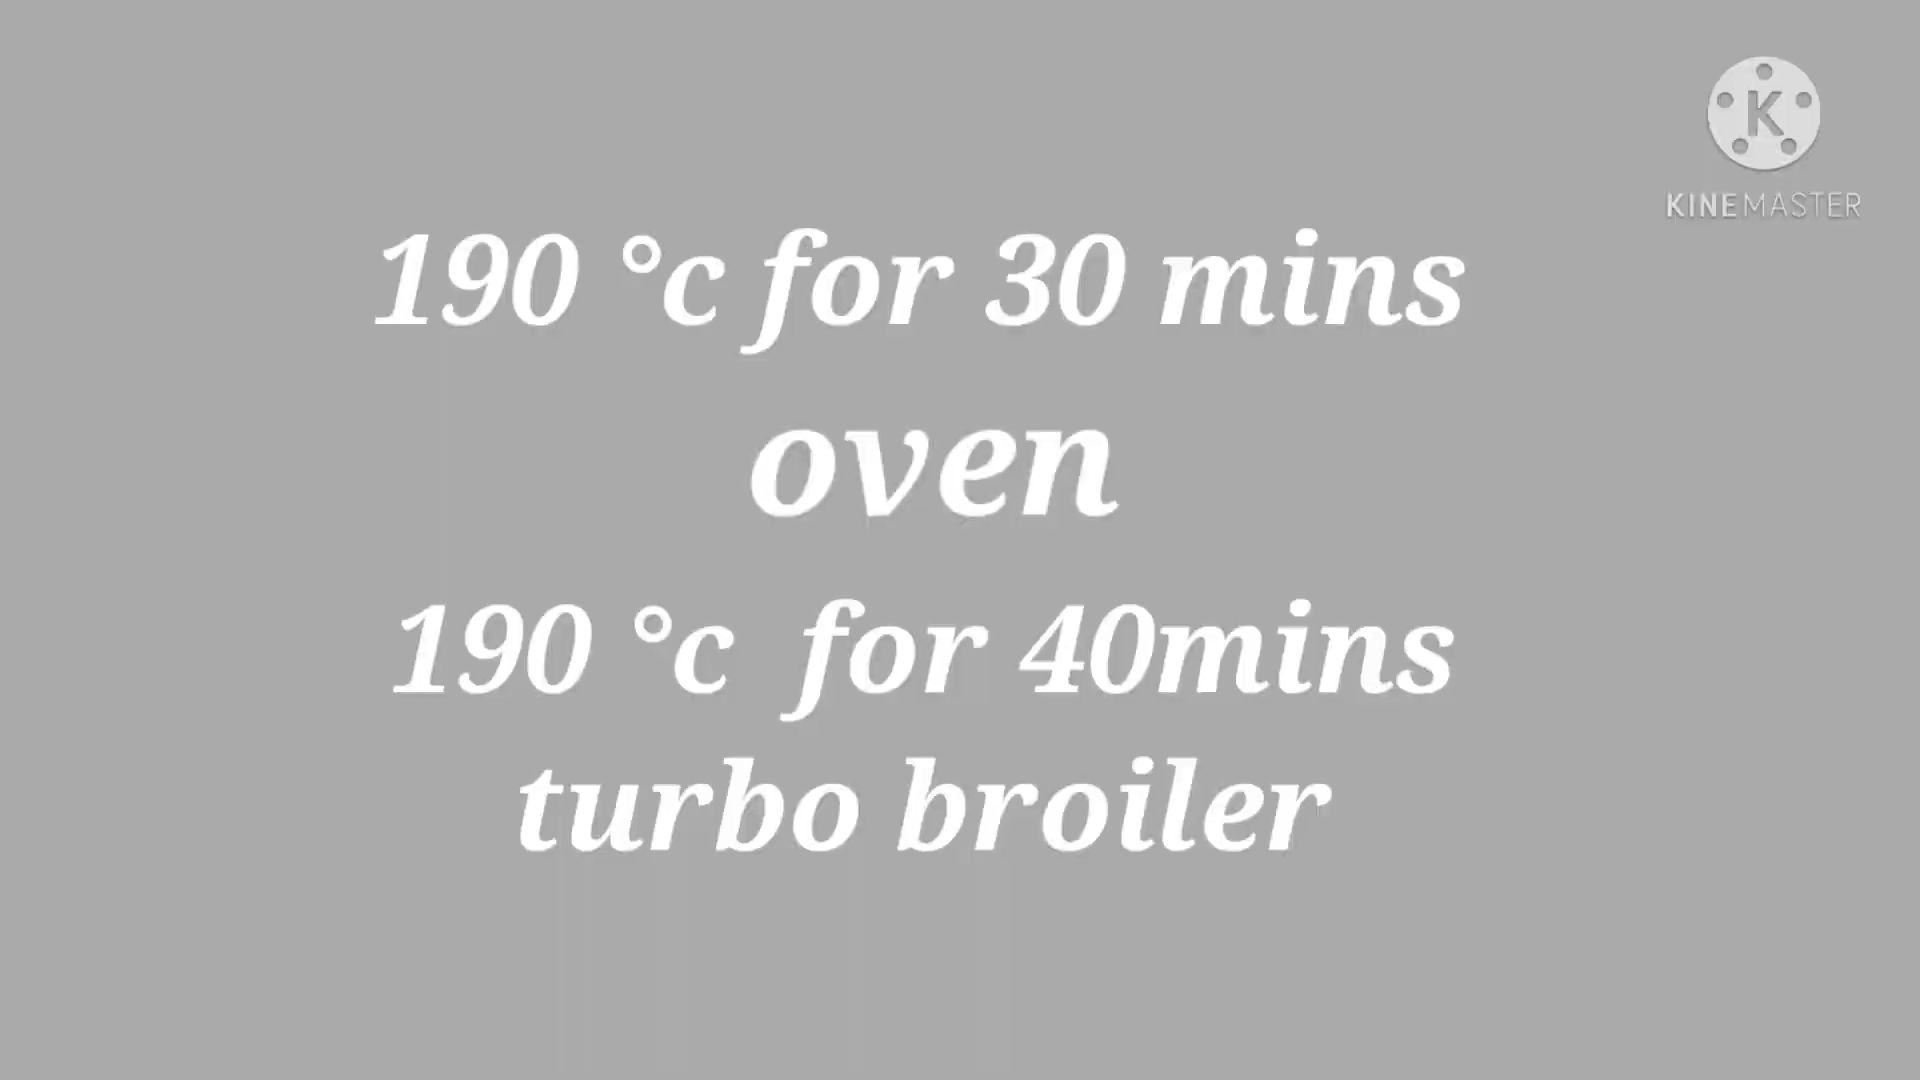 K
KINEMASTER
190 °c for 30 mins
oven
190 °c  for 40mins
turbo broiler